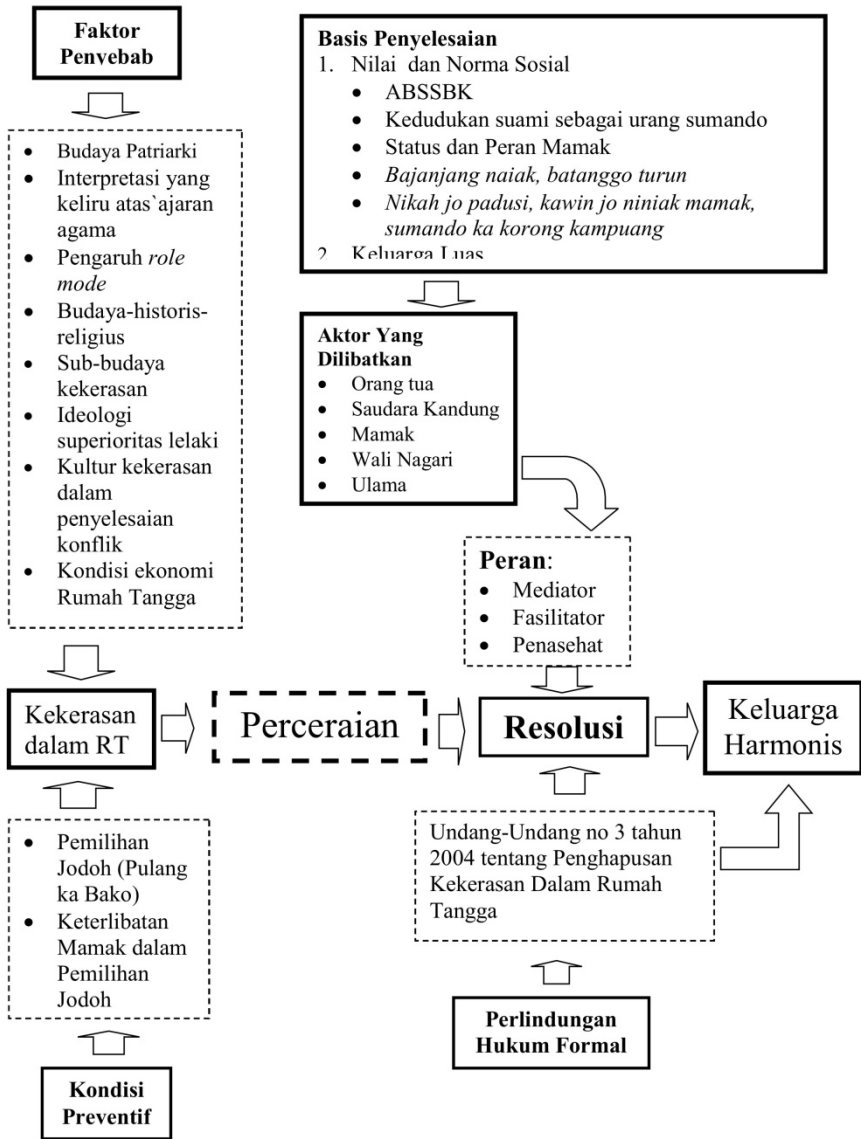 Faktor
Penyebab
• Budaya Patriarki
• Interpretasi yang
keliru atas`ajaran
agama
• Pengaruh role
mode
• Budaya-historis-
religius
• Sub-budaya
kekerasan
• Ideologi
superioritas lelaki
• Kultur kekerasan
dalam
penyelesaian
konflik
• Kondisi ekonomi
Rumah Tangga
Basis Penyelesaian
1. Nilai dan Norma Sosial
• ABSSBK
• Kedudukan suami sebagai urang sumando
• Status dan Peran Mamak
• Bajanjang naiak, batanggo turun
• Nikah jo padusi, kawin jo niniak mamak,
sumando ka korong kampuang
2. Keluarga Luas
Aktor Yang
Dilibatkan
• Orang tua
• Saudara Kandung
• Mamak
• Wali Nagari
• Ulama
Peran:
• Mediator
• Fasilitator
• Penasehat
Kekerasan
dalam RT
Perceraian
Resolusi
Keluarga
Harmonis
• Pemilihan
Jodoh (Pulang
ka Bako)
• Keterlibatan
Mamak dalam
Pemilihan
Jodoh
Undang-Undang no 3 tahun
2004 tentang Penghapusan
Kekerasan Dalam Rumah
Tangga
Perlindungan
Hukum Formal
Kondisi
Preventif